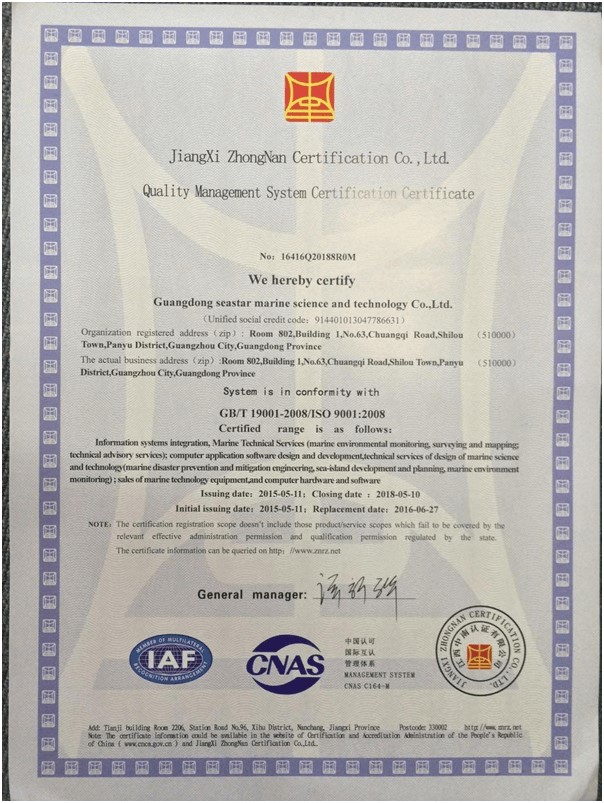 JiangXi ZhongNan Certification Co.,Ltd.
Quality Management System Certification Certificate
No: 16416Q20188R0M
We hereby certify
Guangdong seastar marine science and technology Co.,Ltd.
(Unified social credit code: 914401013047786631)
Organization registered address（zip）: Room 802,Building 1,No.63,Chuangqi Road,Shilou （510000）
Town,Panyu District,Guangzhou City,Guangdong Province
The actual business address（zip）:Room 802,Building 1,No.63,Chuangqi Road,Shilou Town,Panyu （510000）
District,Guangzhou City,Guangdong Province
System is in conformity with
GB/T 19001-2008/ISO 9001:2008
Certified range is as follows:
Information systems integration, Marine Technical Services (marine environmental monitoring, surveying and mapping;
technical advisory services); computer application software design and development,technical services of design of marine science
and technology(marine disaster prevention and mitigation engineering, sea-island development and planning, marine environment
monitoring)；sales of marine technology equipment,and computer hardware and software
Issuing date: 2015-05-11; Closing date : 2018-05-10
Initial issuing date: 2015-05-11; Replacement date: 2016-06-27
NOTE: The certification registration scope doesn't include those product/service scopes which fail to be covered by the
relevant effective administration permission and qualification permission regulated by the state.
The certificate information can be queried on http: //www.znrz.net
General manager:
MEMBER OF MULTILATERAL
IAF
RECOGNITION ARRANGEMENT
CNAS
中国认可
国际互认
管理体系
MANAGEMENT SYSTEM
CNAS C164-M
JIANGXI ZHONGNAN CERTIFICATION CO.,LTD.
江西中南认证有限公司
Add: Tianji building Room 2206, Station Road No.96, Xihu District, Nanchang, Jiangxi Province Postcode: 330002 http://www.znrz.net
Note: The certificate information could be available in the website of Certification and Accreditation Administration of the People's Republic
of China ( www.cnca.gov.cn ) and JiangXi ZhongNan Certification Co.,Ltd.